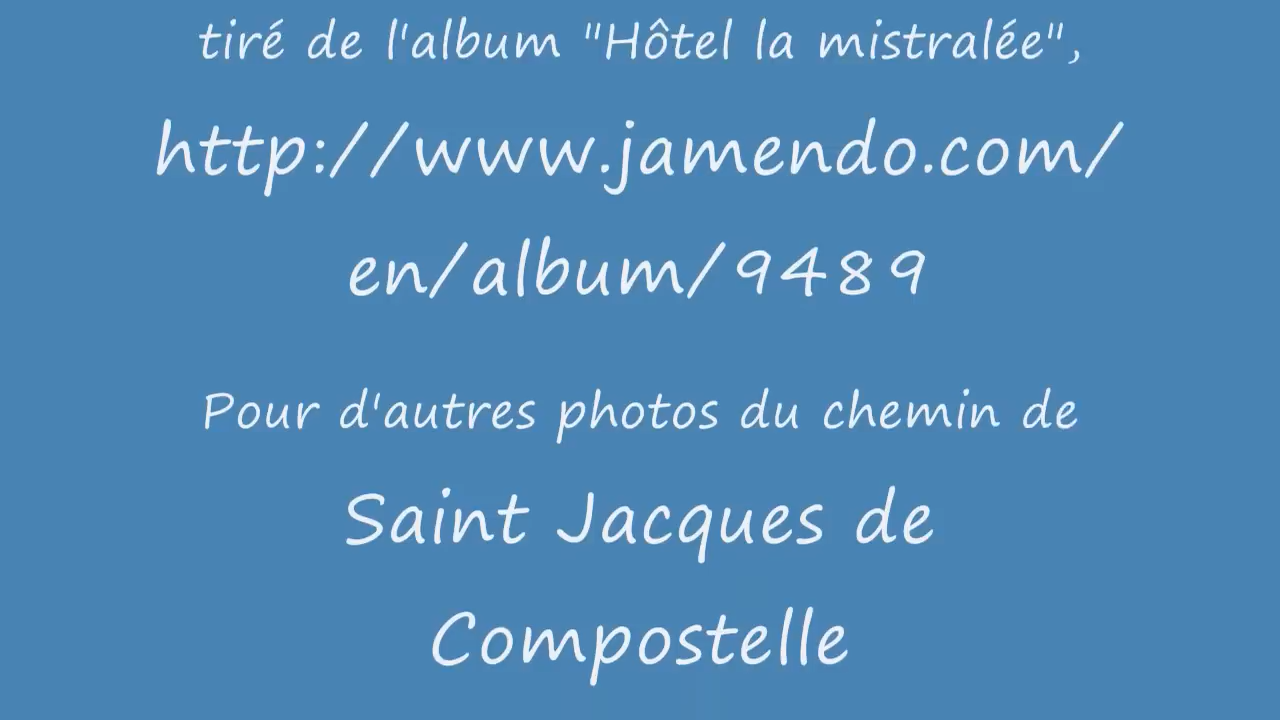 tiré de l'album "Hôtel la mistralée",
http://www.jamendo.com/
en/album/9489
Pour d'autres photos du chemin de
Saint Jacques de
Compostelle